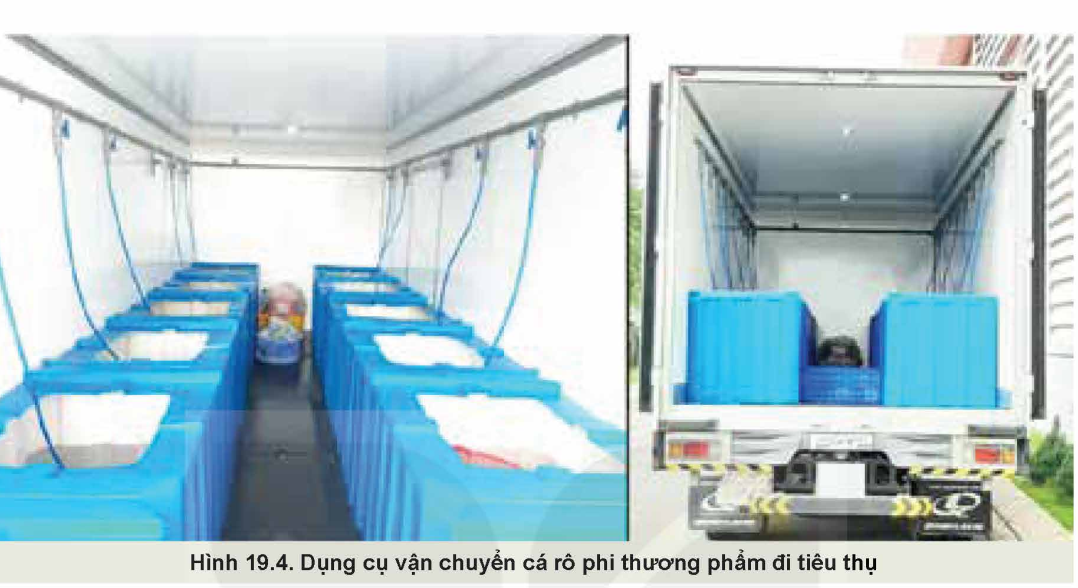 Hình 19.4. Dụng cụ vận chuyển cá rô phi thương phẩm đi tiêu thụ